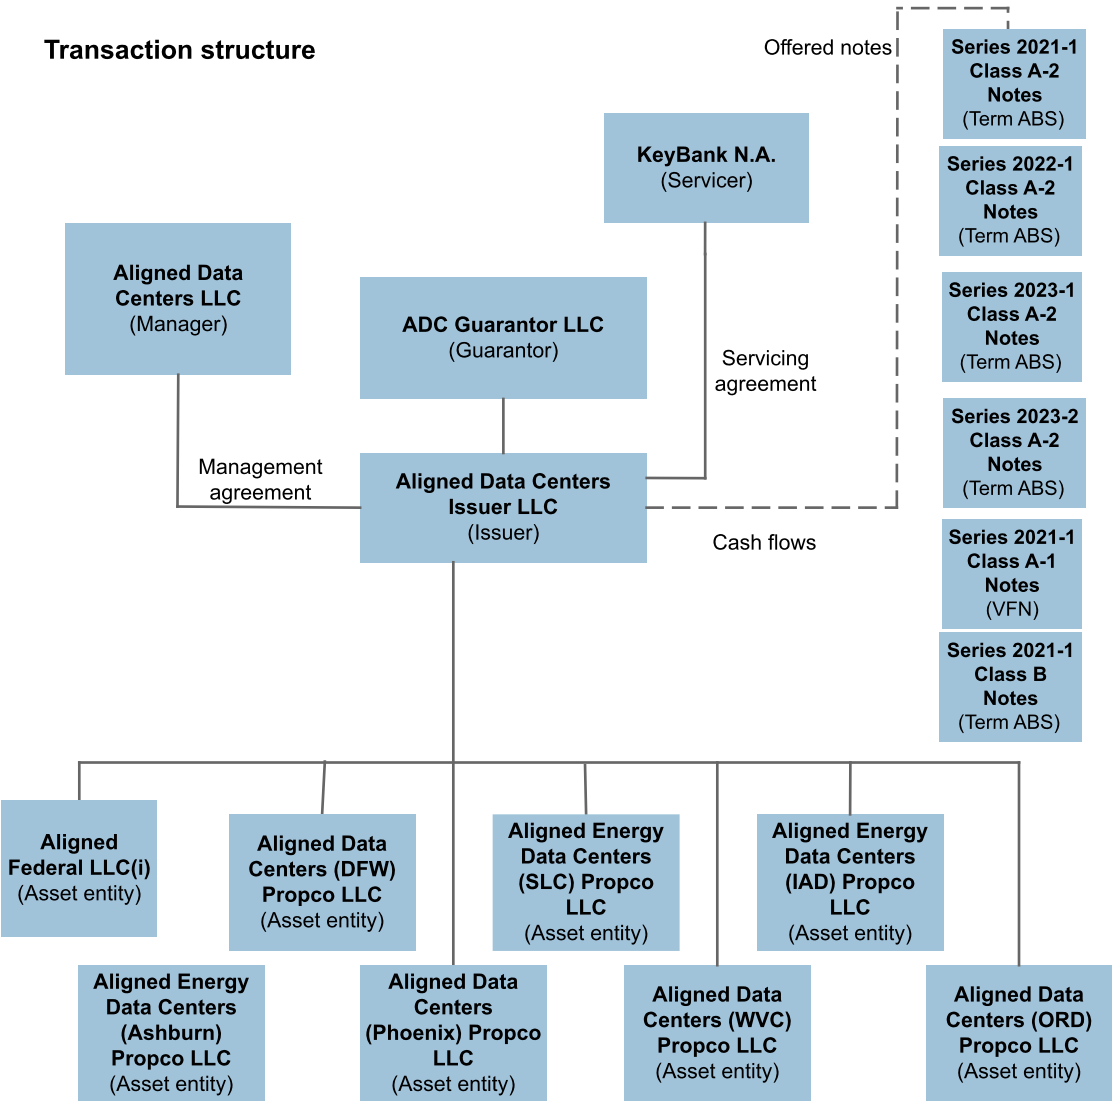 Transaction structure
Offered notes
Series 2021-1
Class A-2
Notes
(Term ABS)
KeyBank N.A.
(Servicer)
Series 2022-1
Class A-2
Notes
(Term ABS)
Aligned Data
Centers LLC
(Manager)
ADC Guarantor LLC
(Guarantor)
Series 2023-1
Class A-2
Notes
(Term ABS)
Servicing
agreement
Series 2023-2
Class A-2
Notes
(Term ABS)
Management
agreement
Aligned Data Centers
Issuer LLC
(Issuer)
Cash flows
Series 2021-1
Class A-1
Notes
(VFN)
Series 2021-1
Class B
Notes
(Term ABS)
Aligned
Federal LLC(i)
(Asset entity)
Aligned Data
Centers (DFW)
Propco LLC
(Asset entity)
Aligned Energy
Data Centers
(SLC) Propco
LLC
(Asset entity)
Aligned Energy
Data Centers
(IAD) Propco
LLC
(Asset entity)
Aligned Energy
Data Centers
(Ashburn)
Propco LLC
(Asset entity)
Aligned Data
Centers
(Phoenix) Propco
LLC
(Asset entity)
Aligned Data
Centers (WVC)
Propco LLC
(Asset entity)
Aligned Data
Centers (ORD)
Propco LLC
(Asset entity)